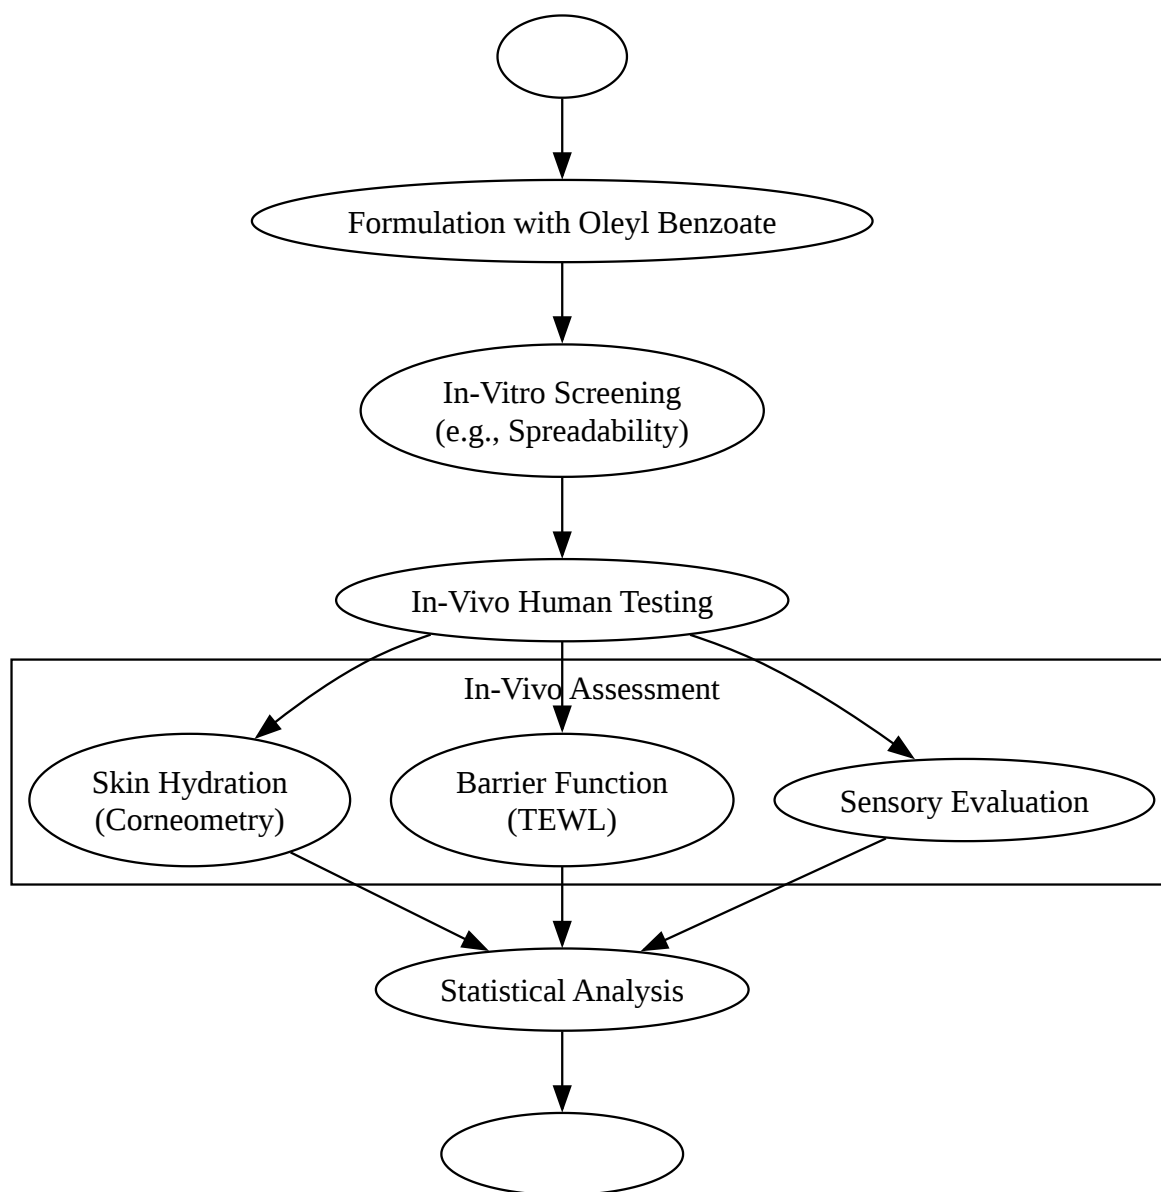 Formulation with Oleyl Benzoate
In-Vitro Screening
(e.g., Spreadability)
In-Vivo Human Testing
In-Vivo Assessment
Skin Hydration
(Corneometry)
Barrier Function
(TEWL)
Sensory Evaluation
Statistical Analysis